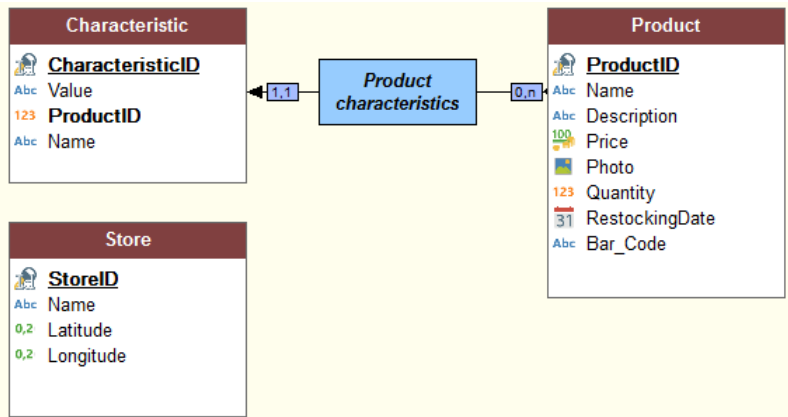 Characteristic
CharacteristicID
Abc Value
123 ProductID
Abc Name
1,1
Product
characteristics
0,n
Product
ProductID
Abc Name
Abc Description
100 Price
Photo
123 Quantity
31 RestockingDate
Abc Bar_Code
Store
StoreID
Abc Name
0,2 Latitude
0,2 Longitude